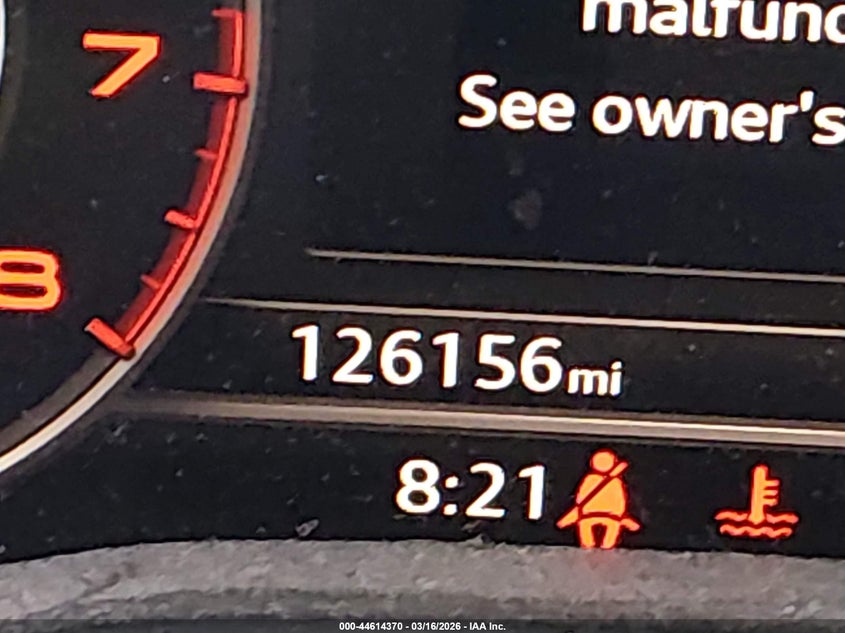 7
malfunc
See owner's
8
126156mi
8:21
000-44614370 - 03/16/2026 - IAA Inc.